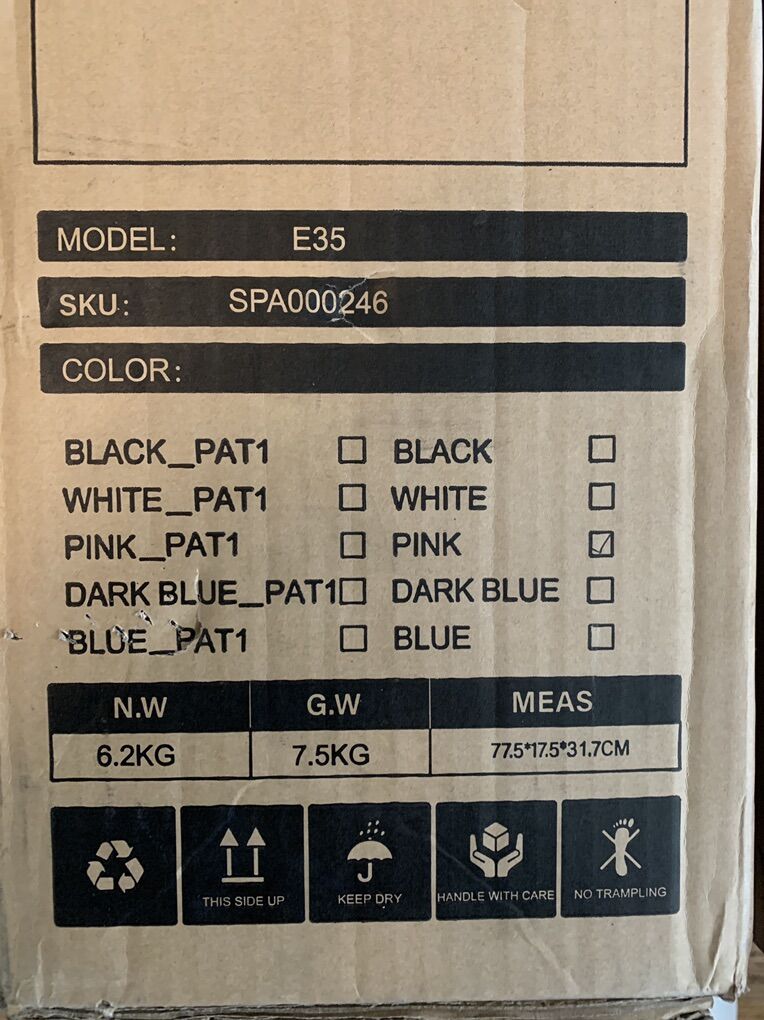 MODEL: E35
SKU: SPA000246
COLOR:
BLACK_PAT1 BLACK
WHITE_PAT1 WHITE
PINK_PAT1 PINK
DARK BLUE_PAT1 DARK BLUE
BLUE_PAT1 BLUE
N.W G.W MEAS
6.2KG 7.5KG 77.5*17.5*31.7CM
THIS SIDE UP KEEP DRY HANDLE WITH CARE NO TRAMPLING